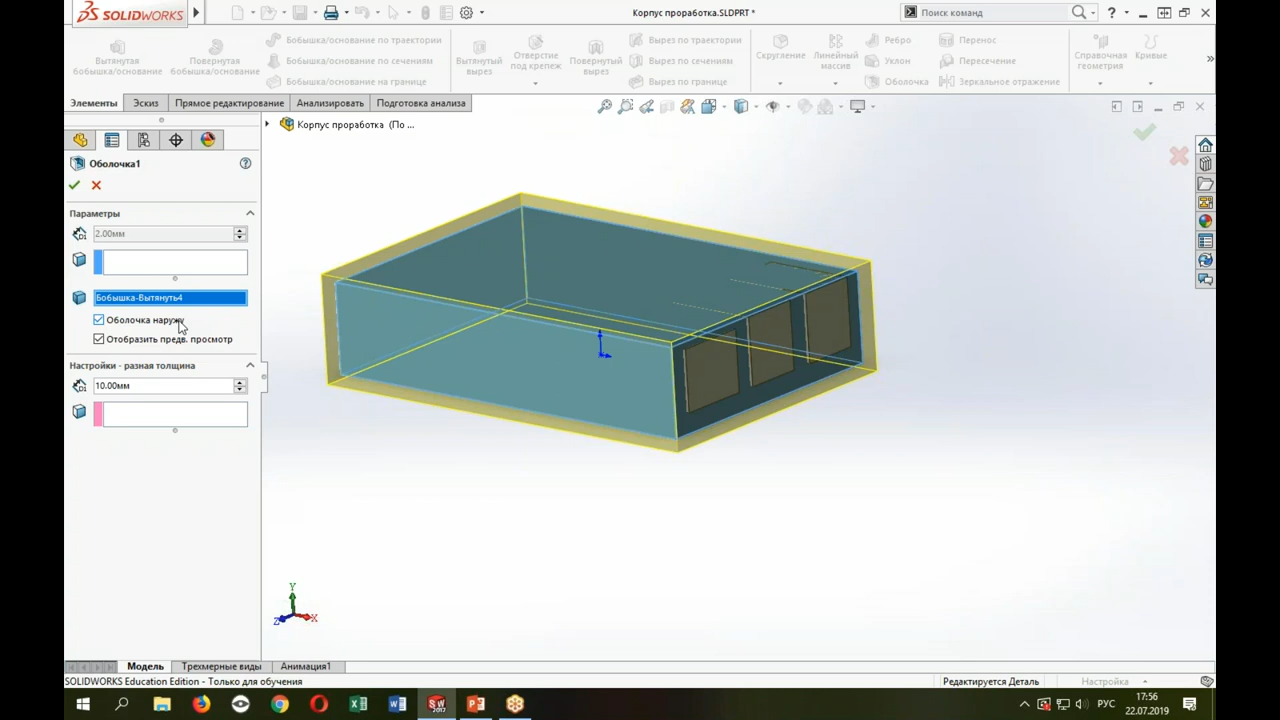 SOLIDWORKS
Корпус проработка.SLDPRT *
Поиск команд
Вытянутая
бобышка/основание
Повернутая
бобышка/основание
Бобышка/основание по траектории
Бобышка/основание по сечениям
Бобышка/основание на границе
Вытянутый
вырез
Отверстие
под крепеж
Повернутый
вырез
Вырез по траектории
Вырез по сечениям
Вырез по границе
Скругление
Линейный
массив
Ребро
Уклон
Оболочка
Перенос
Пересечение
Зеркальное отражение
Справочная
геометрия
Кривые
Элементы
Эскиз
Прямое редактирование
Анализировать
Подготовка анализа
Корпус проработка (По ...
Оболочка1
Параметры
2.00мм
Бобышка-Вытянуть4
Оболочка наружу
Отобразить предв. просмотр
Настройки - разная толщина
10.00мм
Y
Z
X
Модель
Трехмерные виды
Анимация1
SOLIDWORKS Education Edition - Только для обучения
Редактируется Деталь
Настройка
РУС
17:56
22.07.2019